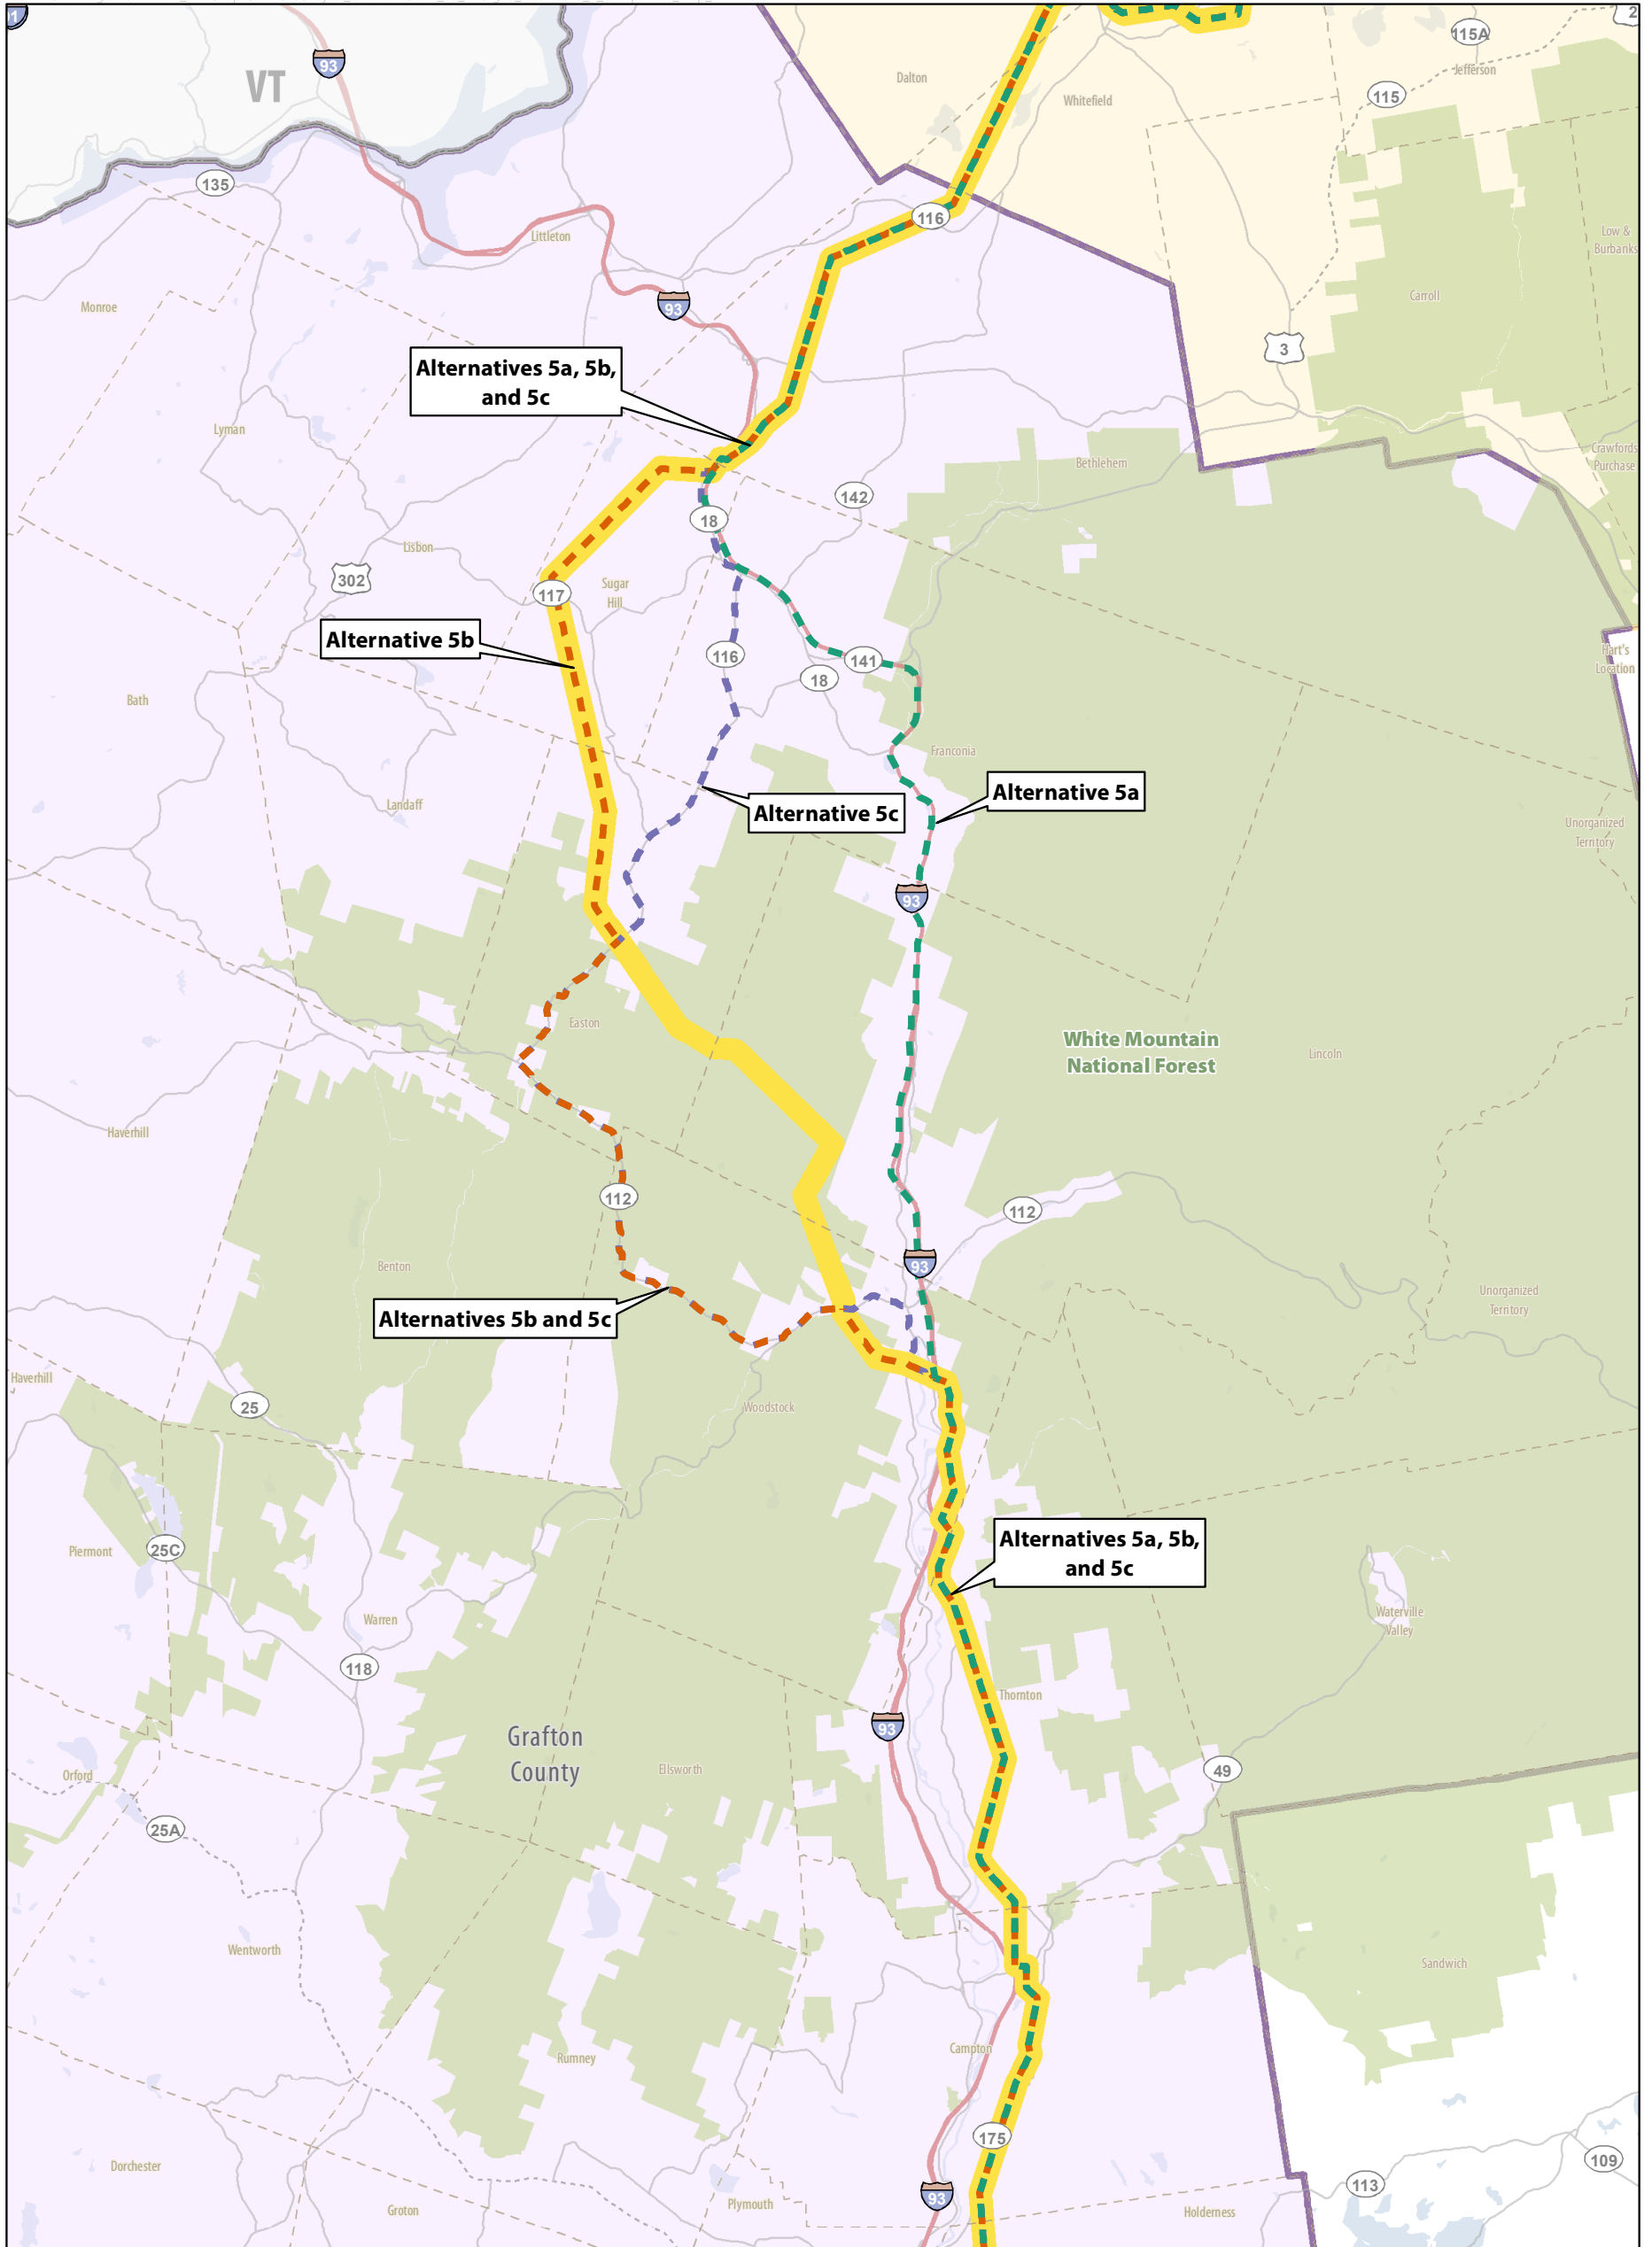 93
VT
Dalton
Whitefield
115A
Jefferson
115
2
135
116
Littleton
Low &
Burbanks
Monroe
93
Carroll
3
Alternatives 5a, 5b,
and 5c
Lyman
Bethlehem
Crawfords
Purchase
142
18
Lisbon
302
Sugar
Hill
117
Alternative 5b
116
141
18
Hart's
Location
Bath
Franconia
Alternative 5a
Landaff
Alternative 5c
Unorganized
Territory
93
Easton
White Mountain
National Forest
Lincoln
Haverhill
112
112
93
Benton
Unorganized
Territory
Alternatives 5b and 5c
Haverhill
25
Woodstock
Alternatives 5a, 5b,
and 5c
25C
Piermont
Warren
Waterville
Valley
118
Thornton
93
Grafton
County
Ellsworth
49
Orford
25A
Wentworth
Sandwich
Campton
Rumney
175
Dorchester
109
113
93
Groton
Plymouth
Holderness